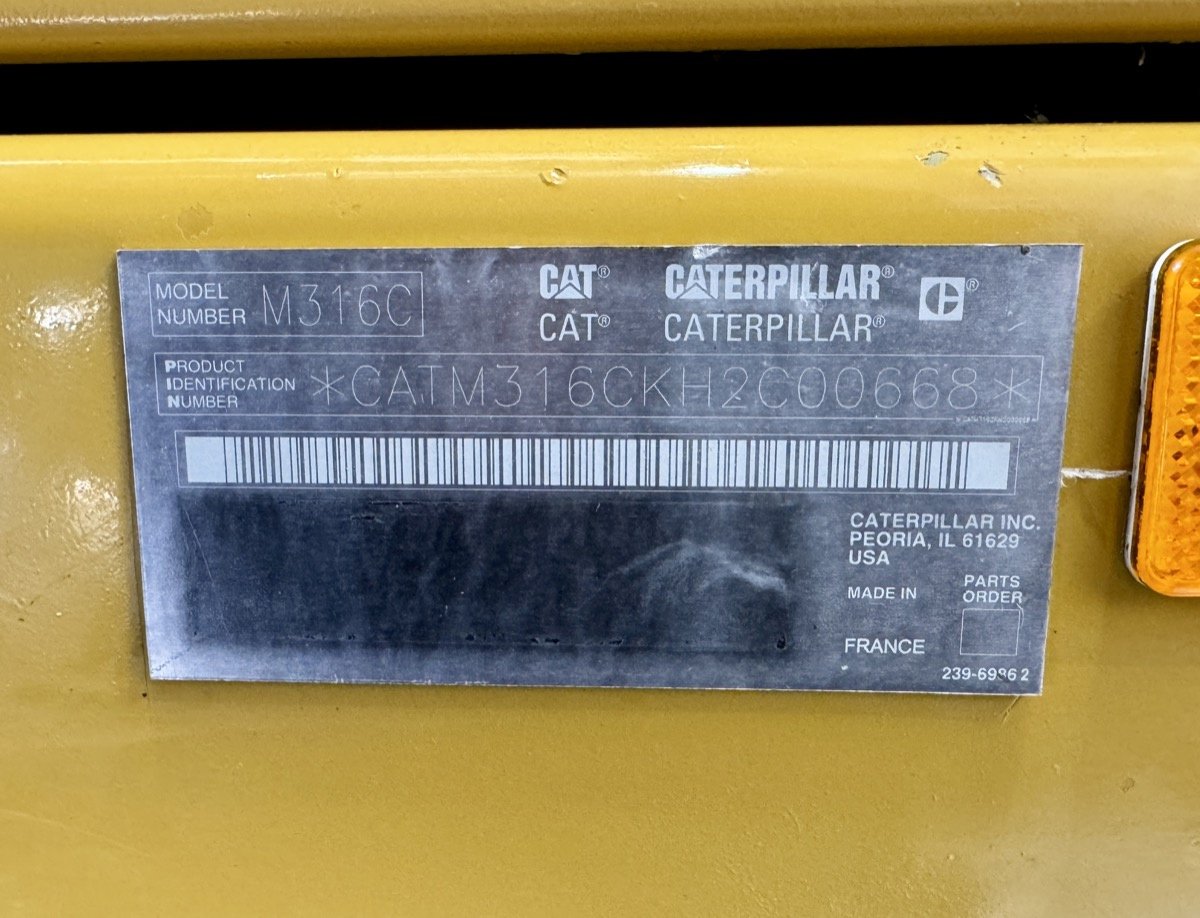 MODEL
NUMBER M316C
CAT® CATERPILLAR® C®
CAT® CATERPILLAR®
PRODUCT
IDENTIFICATION
NUMBER
*CATM316CKH2C00668*
CATERPILLAR INC.
PEORIA, IL 61629
USA
MADE IN
FRANCE
PARTS
ORDER
239-6986 2